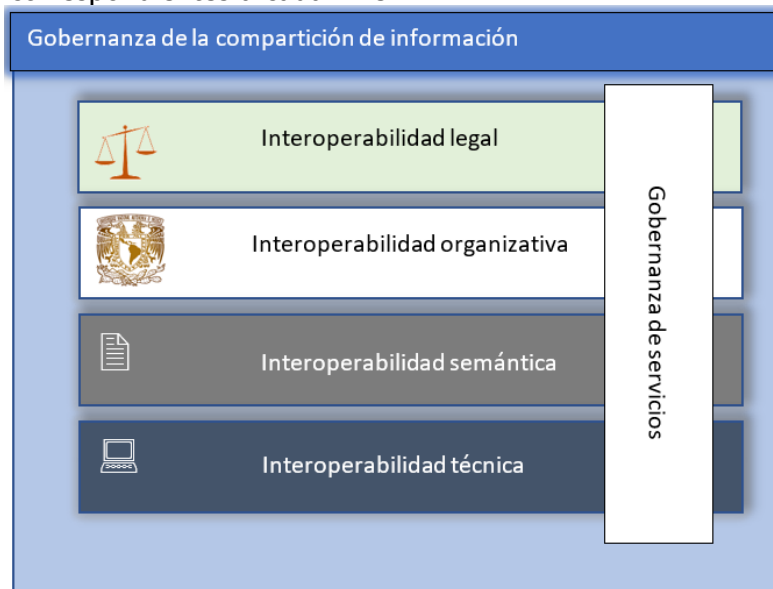 Gobernanza de la compartición de información
Interoperabilidad legal
Interoperabilidad organizativa
Interoperabilidad semántica
Interoperabilidad técnica
Gobernanza de servicios